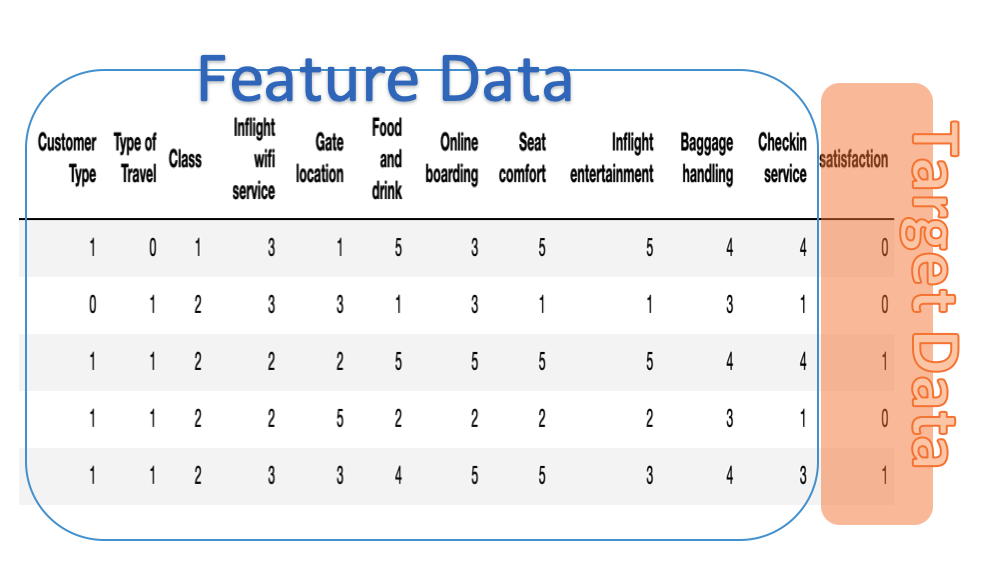 Feature Data
Customer Type Type of Travel Class Inflight wifi service Gate location Food and drink Online boarding Seat comfort Inflight entertainment Baggage handling Checkin service satisfaction
1 0 1 3 1 5 3 5 5 4 4 0
0 1 2 3 3 1 3 1 1 3 1 0
1 1 2 2 2 5 5 5 5 4 4 1
1 1 2 2 5 2 2 2 2 3 1 0
1 1 2 3 3 4 5 5 3 4 3 1
Target Data